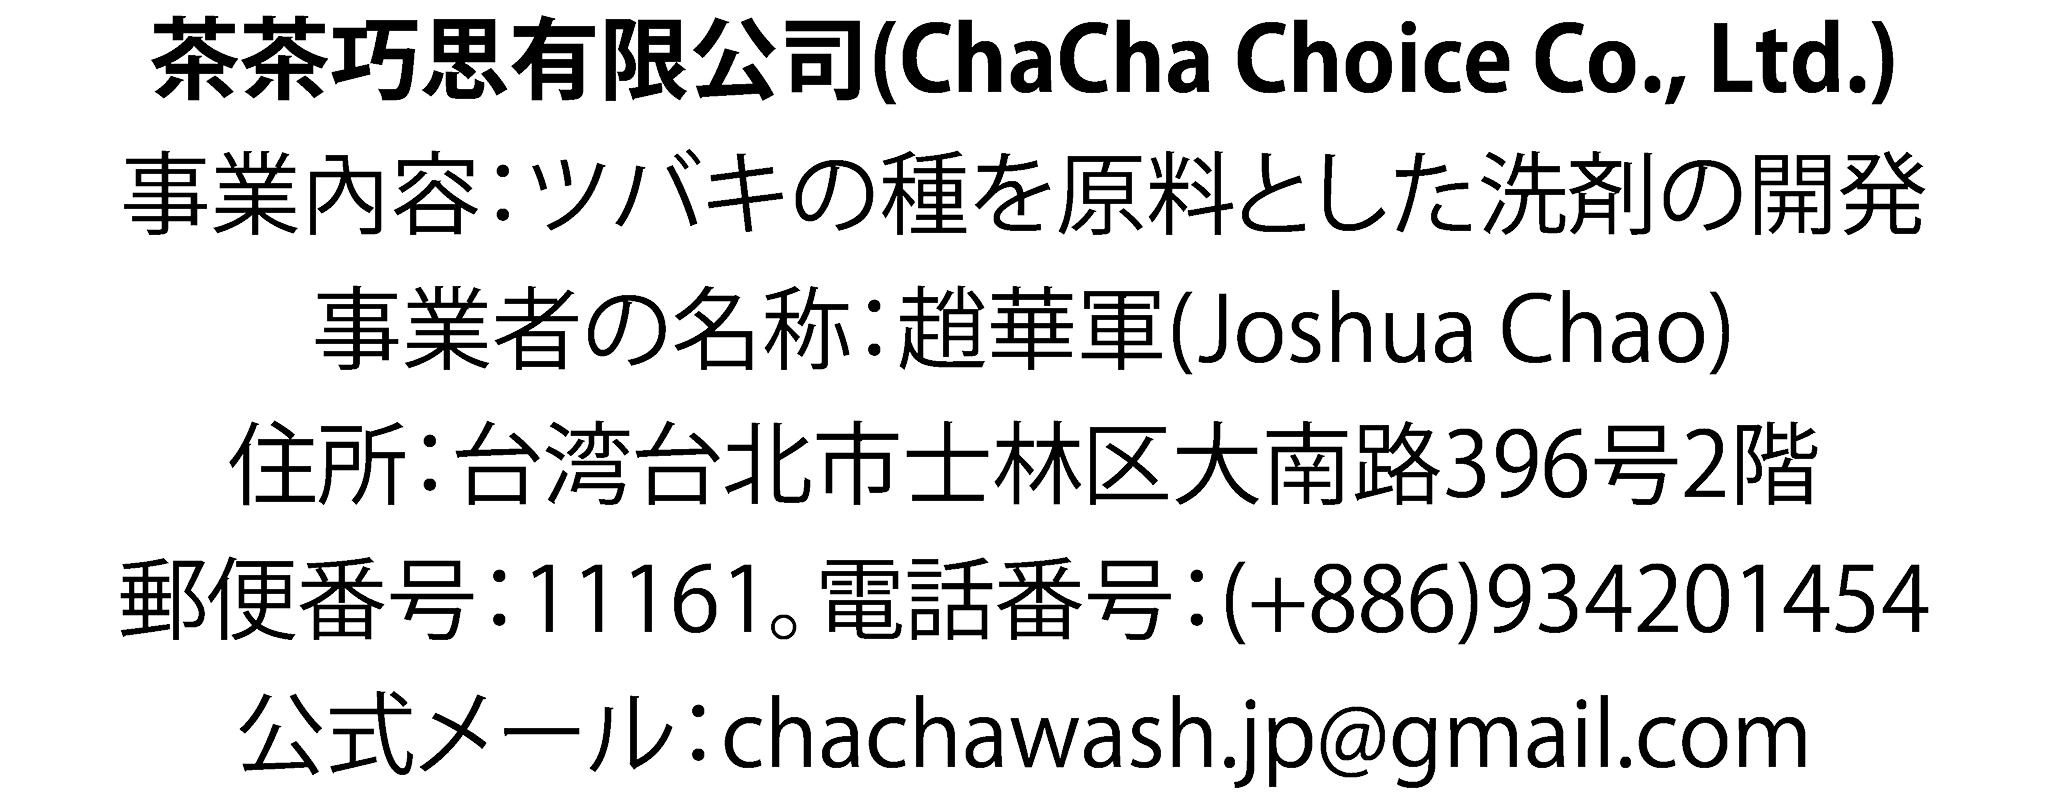 茶茶巧思有限公司(ChaCha Choice Co., Ltd.)
事業內容：ツバキの種を原料とした洗剤の開発
事業者の名称：趙華軍(Joshua Chao)
住所：台湾台北市士林区大南路396号2階
郵便番号：11161。電話番号：(+886)934201454
公式メール：chachawash.jp@gmail.com